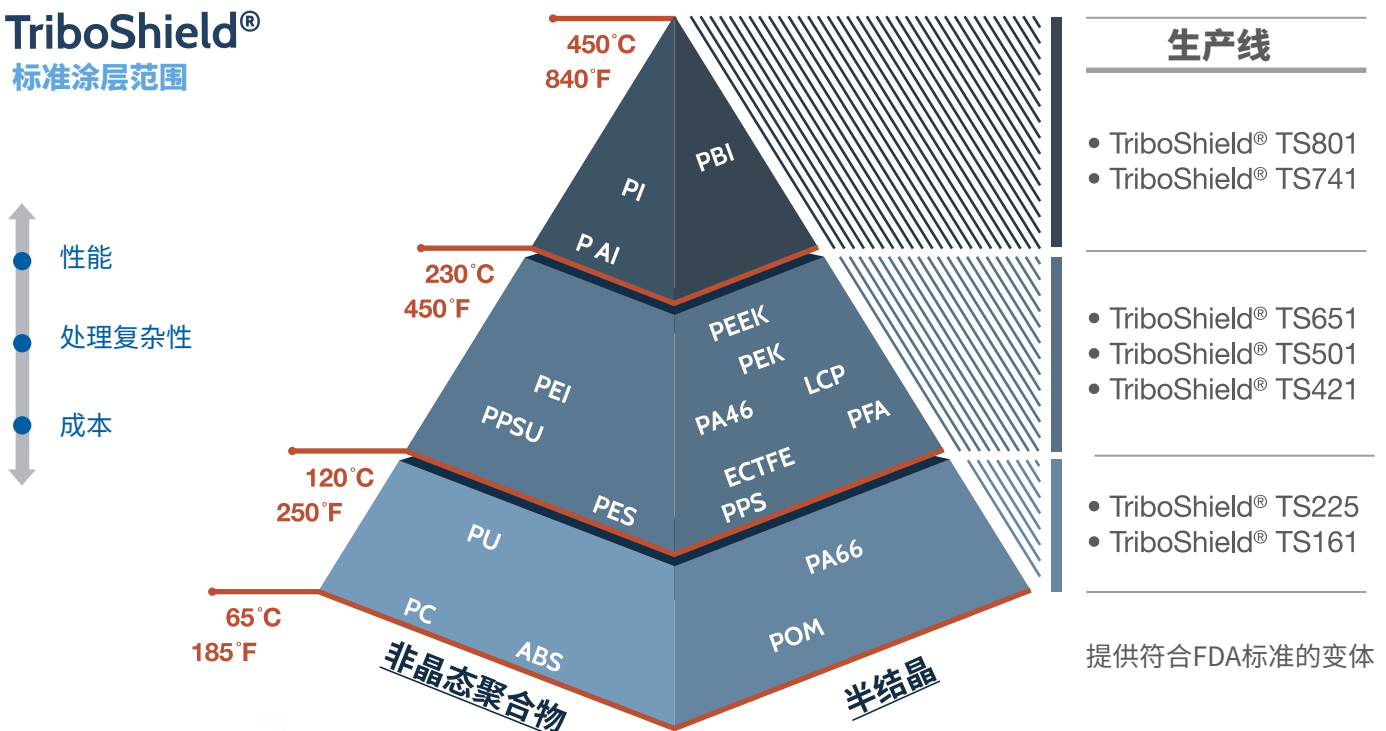 TriboShield®
标准涂层范围
性能
处理复杂性
成本
450°C
840°F
230°C
450°F
120°C
250°F
65°C
185°F
PI
P AI
PBI
PEI
PPSU
PES
PEEK
PEK
LCP
PA46
PFA
ECTFE
PPS
PU
PC
ABS
PA66
POM
非晶态聚合物
半结晶
生产线
• TriboShield® TS801
• TriboShield® TS741
• TriboShield® TS651
• TriboShield® TS501
• TriboShield® TS421
• TriboShield® TS225
• TriboShield® TS161
提供符合FDA标准的变体